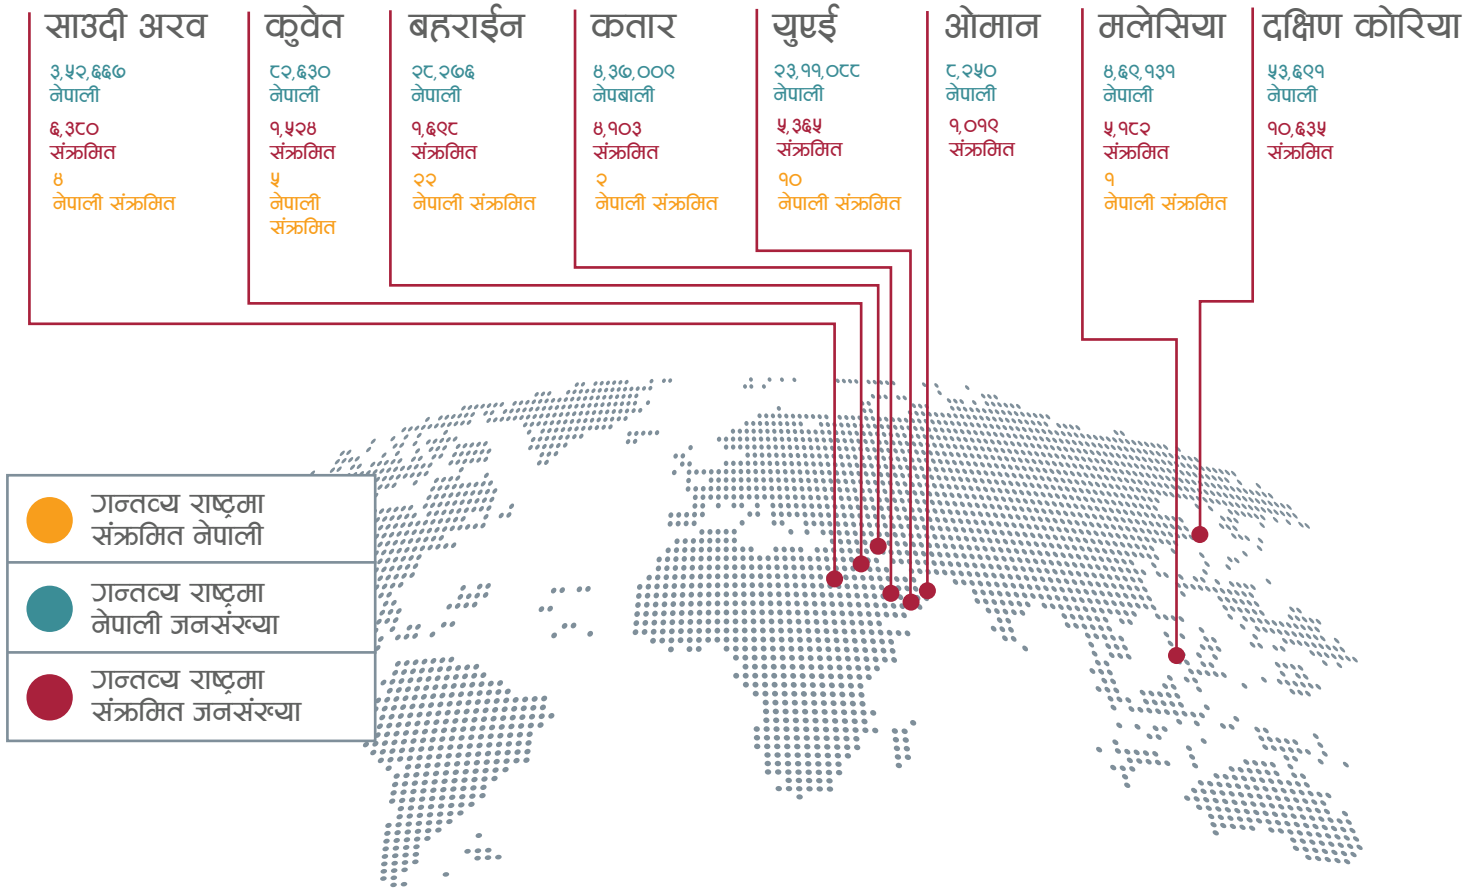 साउदी अरव
३,५२,६६७
नेपाली
६,३८०
संक्रमित
४
नेपाली संक्रमित
कुवेत
८२,६३०
नेपाली
१,५२४
संक्रमित
५
नेपाली
संक्रमित
बहराईन
२८,२७६
नेपाली
१,६९८
संक्रमित
२२
नेपाली संक्रमित
कतार
४,३७,००९
नेपबाली
४,१०३
संक्रमित
२
नेपाली संक्रमित
युएई
२३,११,०८८
नेपाली
५,३६५
संक्रमित
१०
नेपाली संक्रमित
ओमान
८,२५०
नेपाली
१,०१९
संक्रमित
मलेसिया
४,६९,१३१
नेपाली
५,१८२
संक्रमित
१
नेपाली संक्रमित
दक्षिण कोरिया
५३,६९१
नेपाली
१०,६३५
संक्रमित
गन्तव्य राष्ट्रमा
संक्रमित नेपाली
गन्तव्य राष्ट्रमा
नेपाली जनसंख्या
गन्तव्य राष्ट्रमा
संक्रमित जनसंख्या